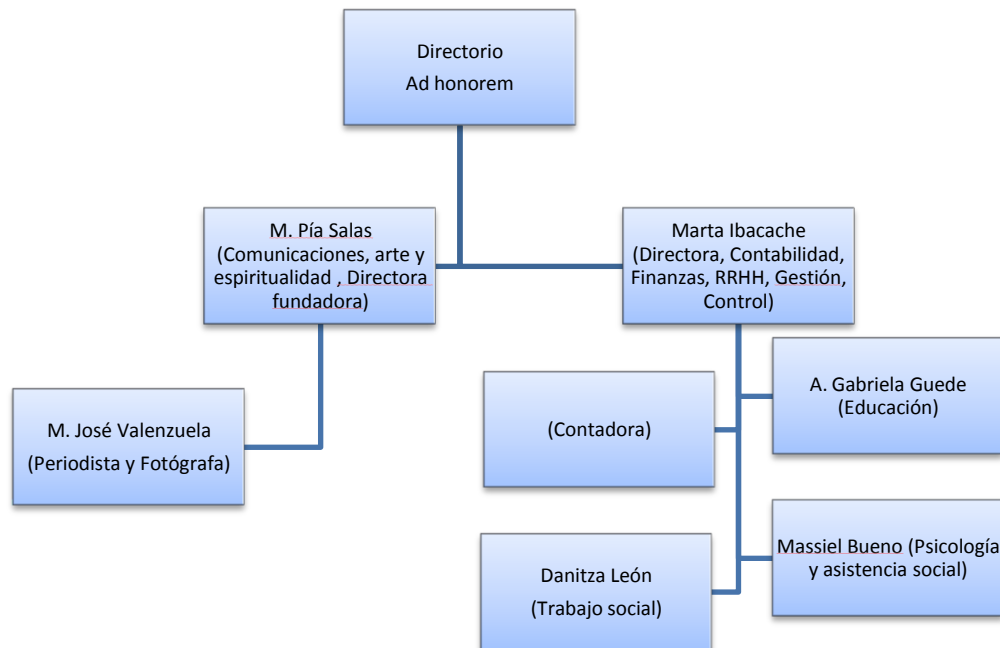 Directorio
Ad honorem
M. Pía Salas
(Comunicaciones, arte y
espiritualidad , Directora
fundadora)
Marta Ibacache
(Directora, Contabilidad,
Finanzas, RRHH, Gestión,
Control)
M. José Valenzuela
(Periodista y Fotógrafa)
(Contadora)
A. Gabriela Guede
(Educación)
Danitza León
(Trabajo social)
Massiel Bueno (Psicología
y asistencia social)